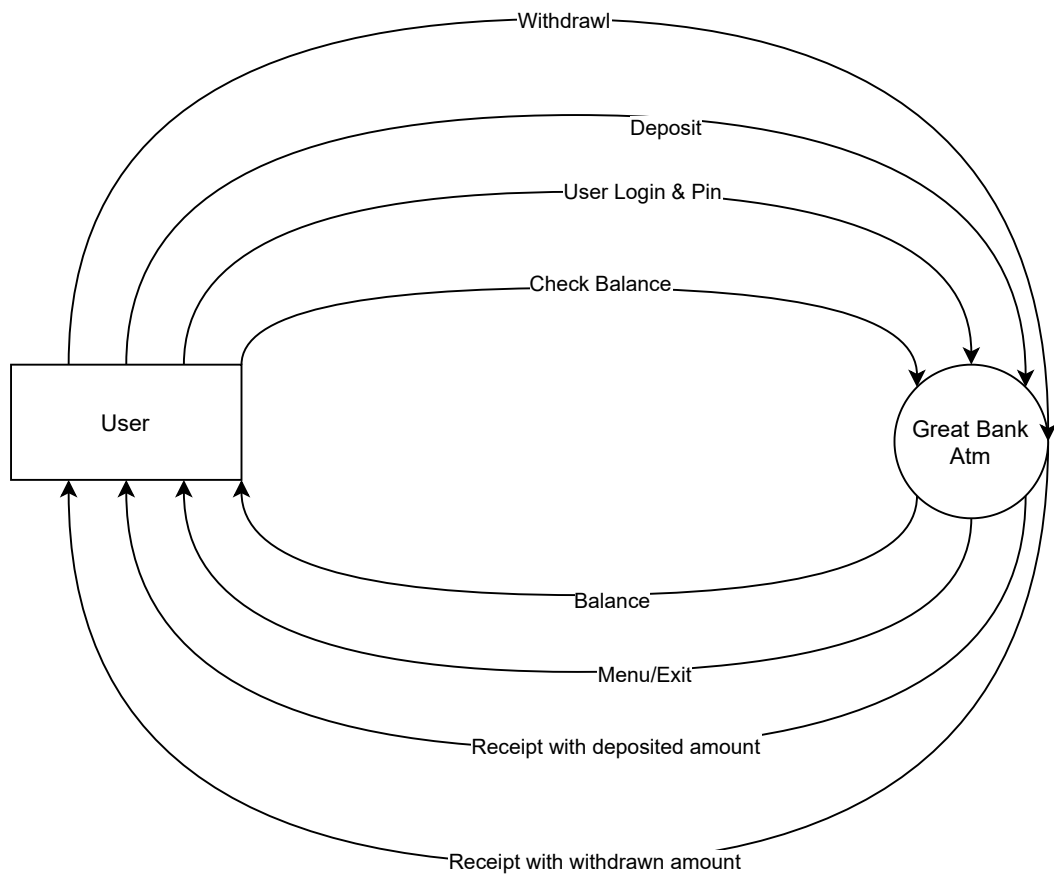 Withdrawl
Deposit
User Login & Pin
Check Balance
User
Great Bank
Atm
Balance
Menu/Exit
Receipt with deposited amount
Receipt with withdrawn amount